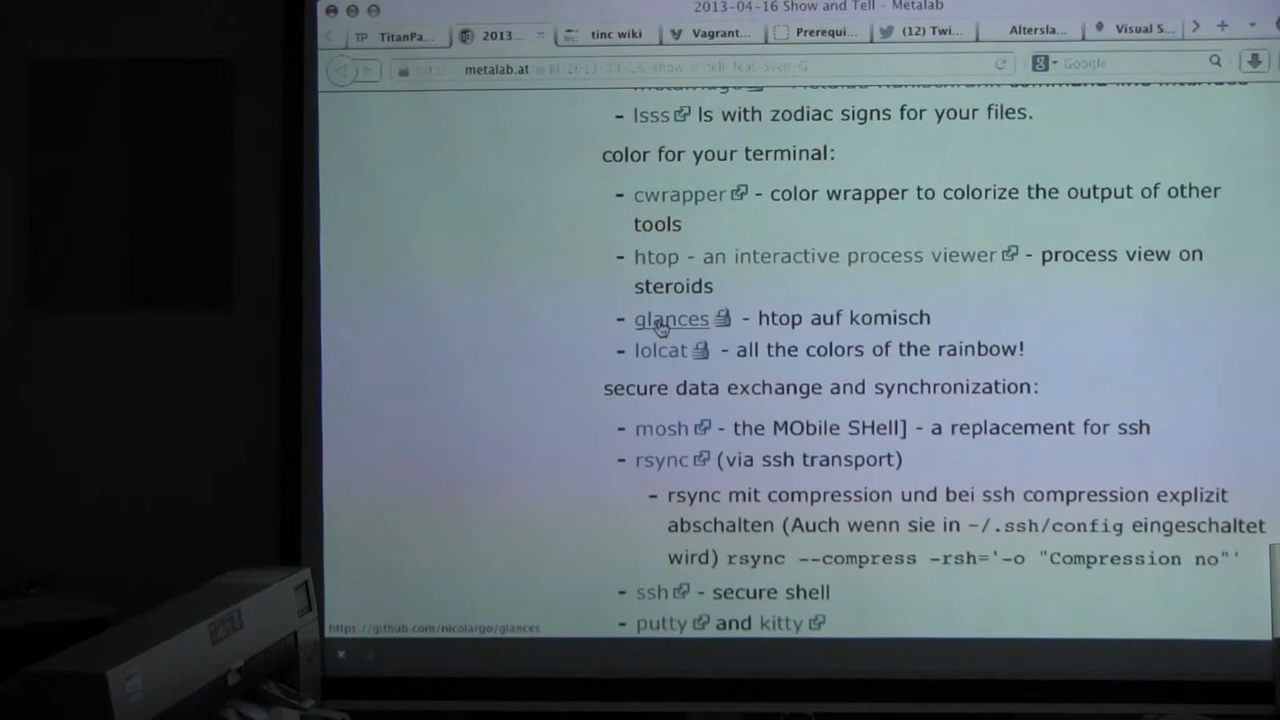 2013-04-16 Show and Tell - Metalab
TP TitanPa... 2013... tinc wiki Vagrant... Prerequi... (12) Twi... Altersla... Visual S...
metalab.at Google
- lsss ls with zodiac signs for your files.
color for your terminal:
- cwrapper - color wrapper to colorize the output of other
tools
- htop - an interactive process viewer - process view on
steroids
- glances - htop auf komisch
- lolcat - all the colors of the rainbow!
secure data exchange and synchronization:
- mosh - the MObile SHell] - a replacement for ssh
- rsync (via ssh transport)
- rsync mit compression und bei ssh compression explizit
abschalten (Auch wenn sie in ~/.ssh/config eingeschaltet
wird) rsync --compress -rsh='-o "Compression no"'
- ssh - secure shell
- putty and kitty
https://github.com/nicolargo/glances